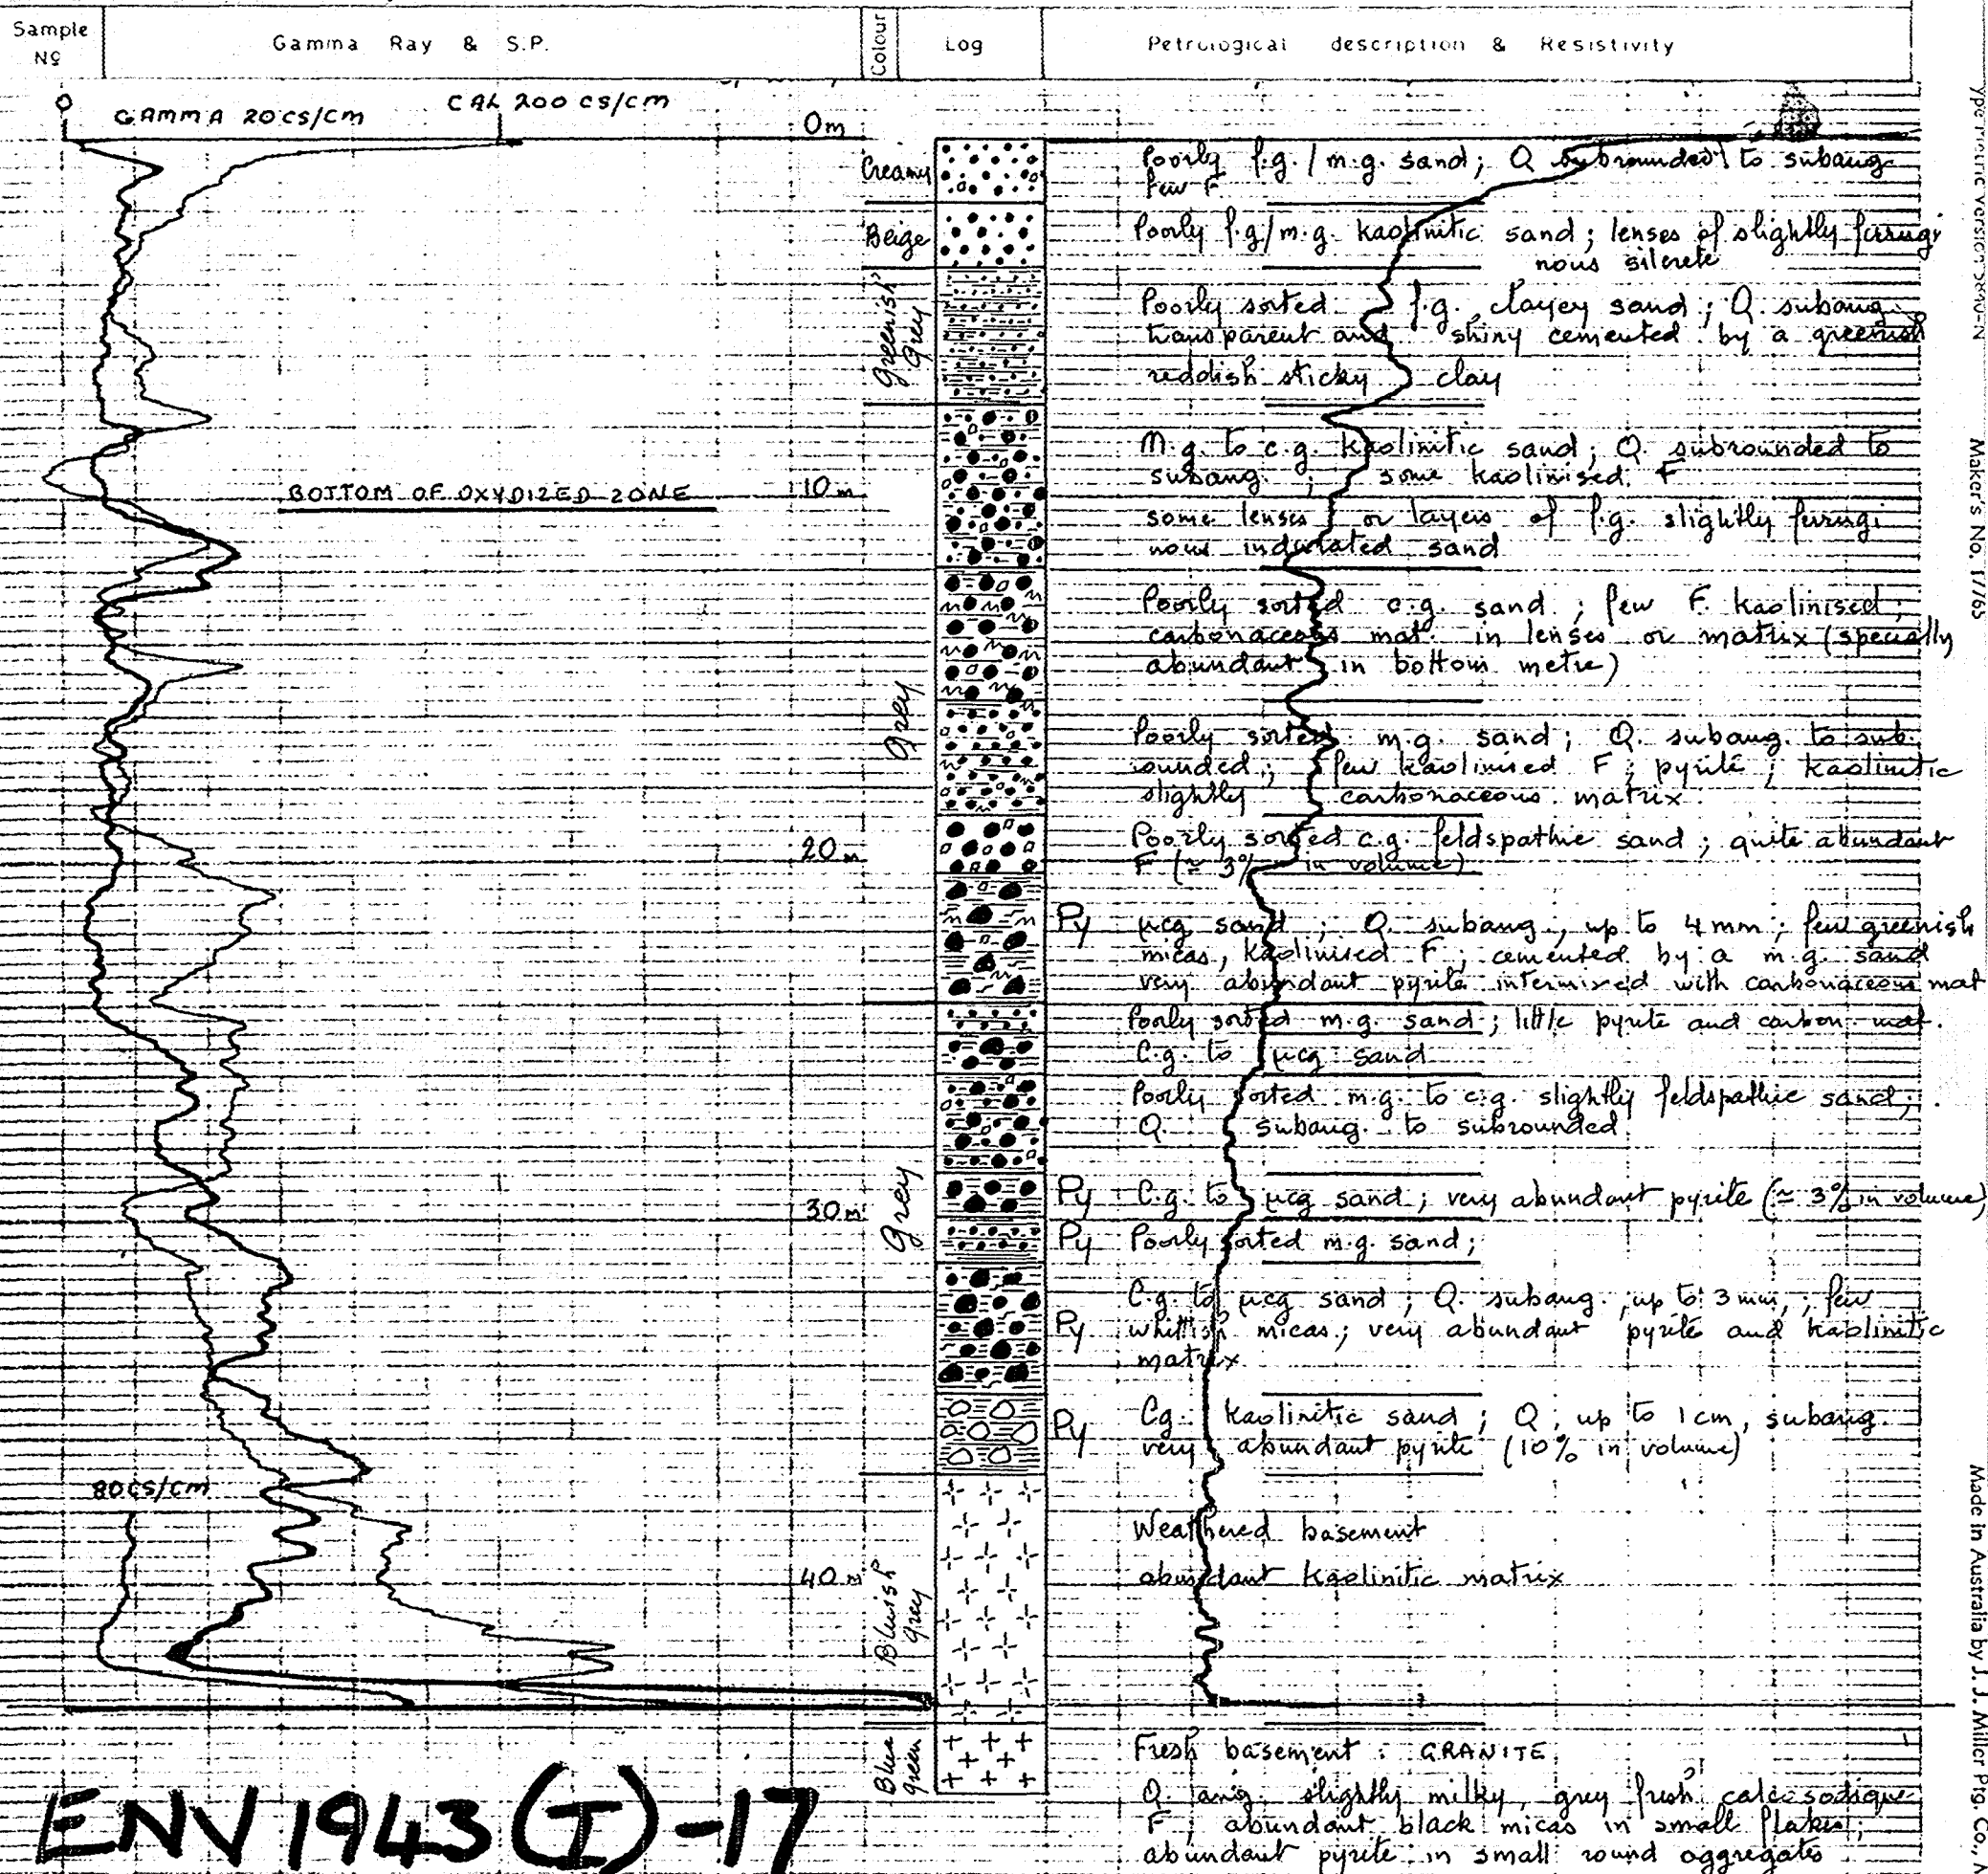 Sample
No
Gamma Ray & S.P.
Colour
Log
Petrological description & Resistivity
O
GAMMA 20 CS/CM
CAL 200 CS/CM
0m
Creamy
Poorly f.g./m.g. sand; Q subrounded to subang
few F
Beige
Poorly f.g/m.g. kaolinitic sand; lenses of slightly ferrugi
nous silcrete
Greenish
Grey
Poorly sorted f.g. clayey sand; Q. subang.
transparent and shiny cemented by a greenish
reddish sticky clay
M.g. to c.g. kaolinitic sand; Q. subrounded to
subang. ; some kaolinised F
BOTTOM OF OXYDIZED ZONE
10m
some lenses or layers of f.g. slightly ferrugi
nous indurated sand
Poorly sorted c.g. sand; few F. kaolinised;
carbonaceous mat. in lenses or matrix (specially
abundant in bottom metre)
Grey
Poorly sorted m.g. sand; Q. subang. to sub.
ounded; few kaolinised F; pyrite; kaolinitic
slightly carbonaceous matrix.
20m
Poorly sorted c.g. feldspathic sand; quite abundant
F (≃ 3% in volume)
Py
µcg sand; Q. subang., up to 4 mm; few greenish
micas, kaolinised F; cemented by a m.g. sand
very abundant pyrite intermixed with carbonaceous mat
Poorly sorted m.g. sand; little pyrite and carbon. mat.
C.g. to µcg sand
Poorly sorted m.g. to c.g. slightly feldspathic sand;
Q. subang. to subrounded
Grey
30m
Py
C.g. to µcg sand; very abundant pyrite (≃ 3% in volume)
Py
Poorly sorted m.g. sand;
Py
C.g. to µcg sand; Q. subang. up to 3 mm; few
whitish micas; very abundant pyrite and kaolinitic
matrix
Py
Cg. kaolinitic sand; Q, up to 1 cm, subang.
very abundant pyrite (10% in volume)
80 CS/CM
Weathered basement
40m
abundant kaolinitic matrix
Bluish
Grey
Blue
green
Fresh basement: GRANITE
Q. ang. slightly milky, grey fresh calcosodique
F, abundant black micas in small flakes;
abundant pyrite in small round aggregates
ENV 1943 (I)-17
Maker's No. 17765
Made in Australia by J.J. Miller Ptg. Co.,